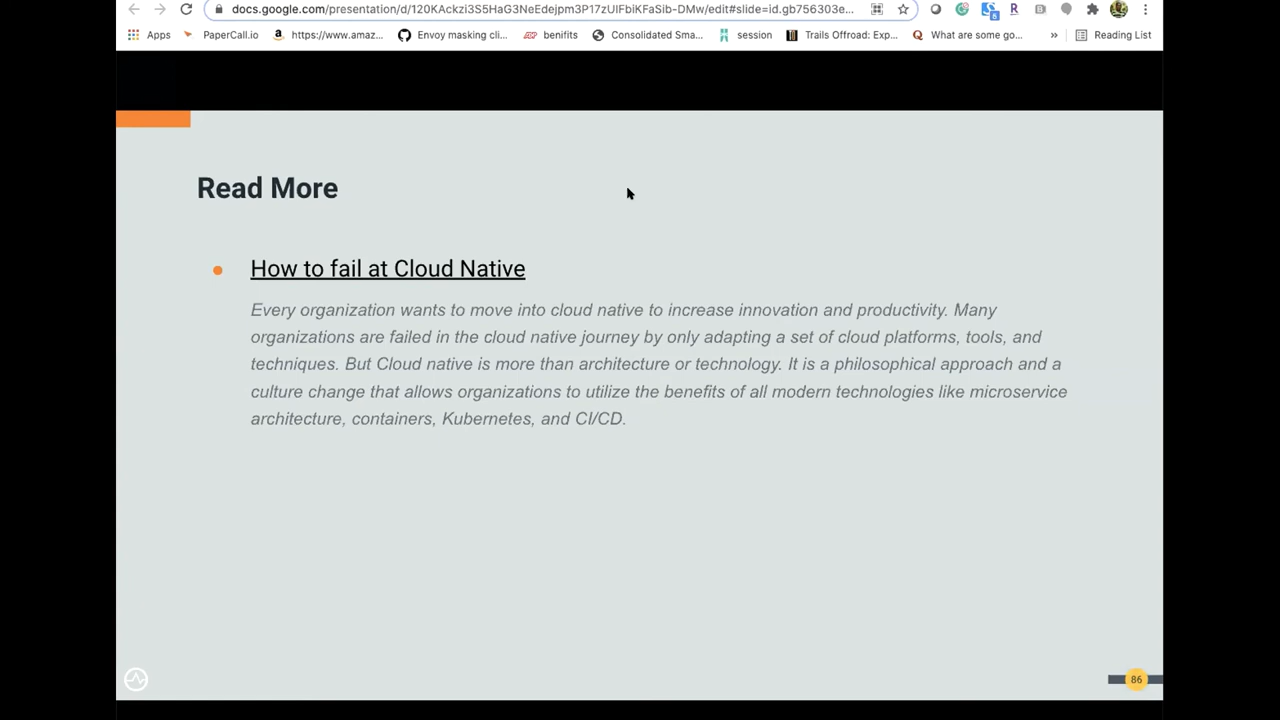 docs.google.com/presentation/d/120KAckzi3S5HaG3NeEdejpm3P17zUIFbiKFaSib-DMw/edit#slide=id.gb756303e...
Apps PaperCall.io https://www.amaz... Envoy masking cli... benifits Consolidated Sma... session Trails Offroad: Exp... What are some go... » Reading List
Read More
How to fail at Cloud Native
Every organization wants to move into cloud native to increase innovation and productivity. Many
organizations are failed in the cloud native journey by only adapting a set of cloud platforms, tools, and
techniques. But Cloud native is more than architecture or technology. It is a philosophical approach and a
culture change that allows organizations to utilize the benefits of all modern technologies like microservice
architecture, containers, Kubernetes, and CI/CD.
86